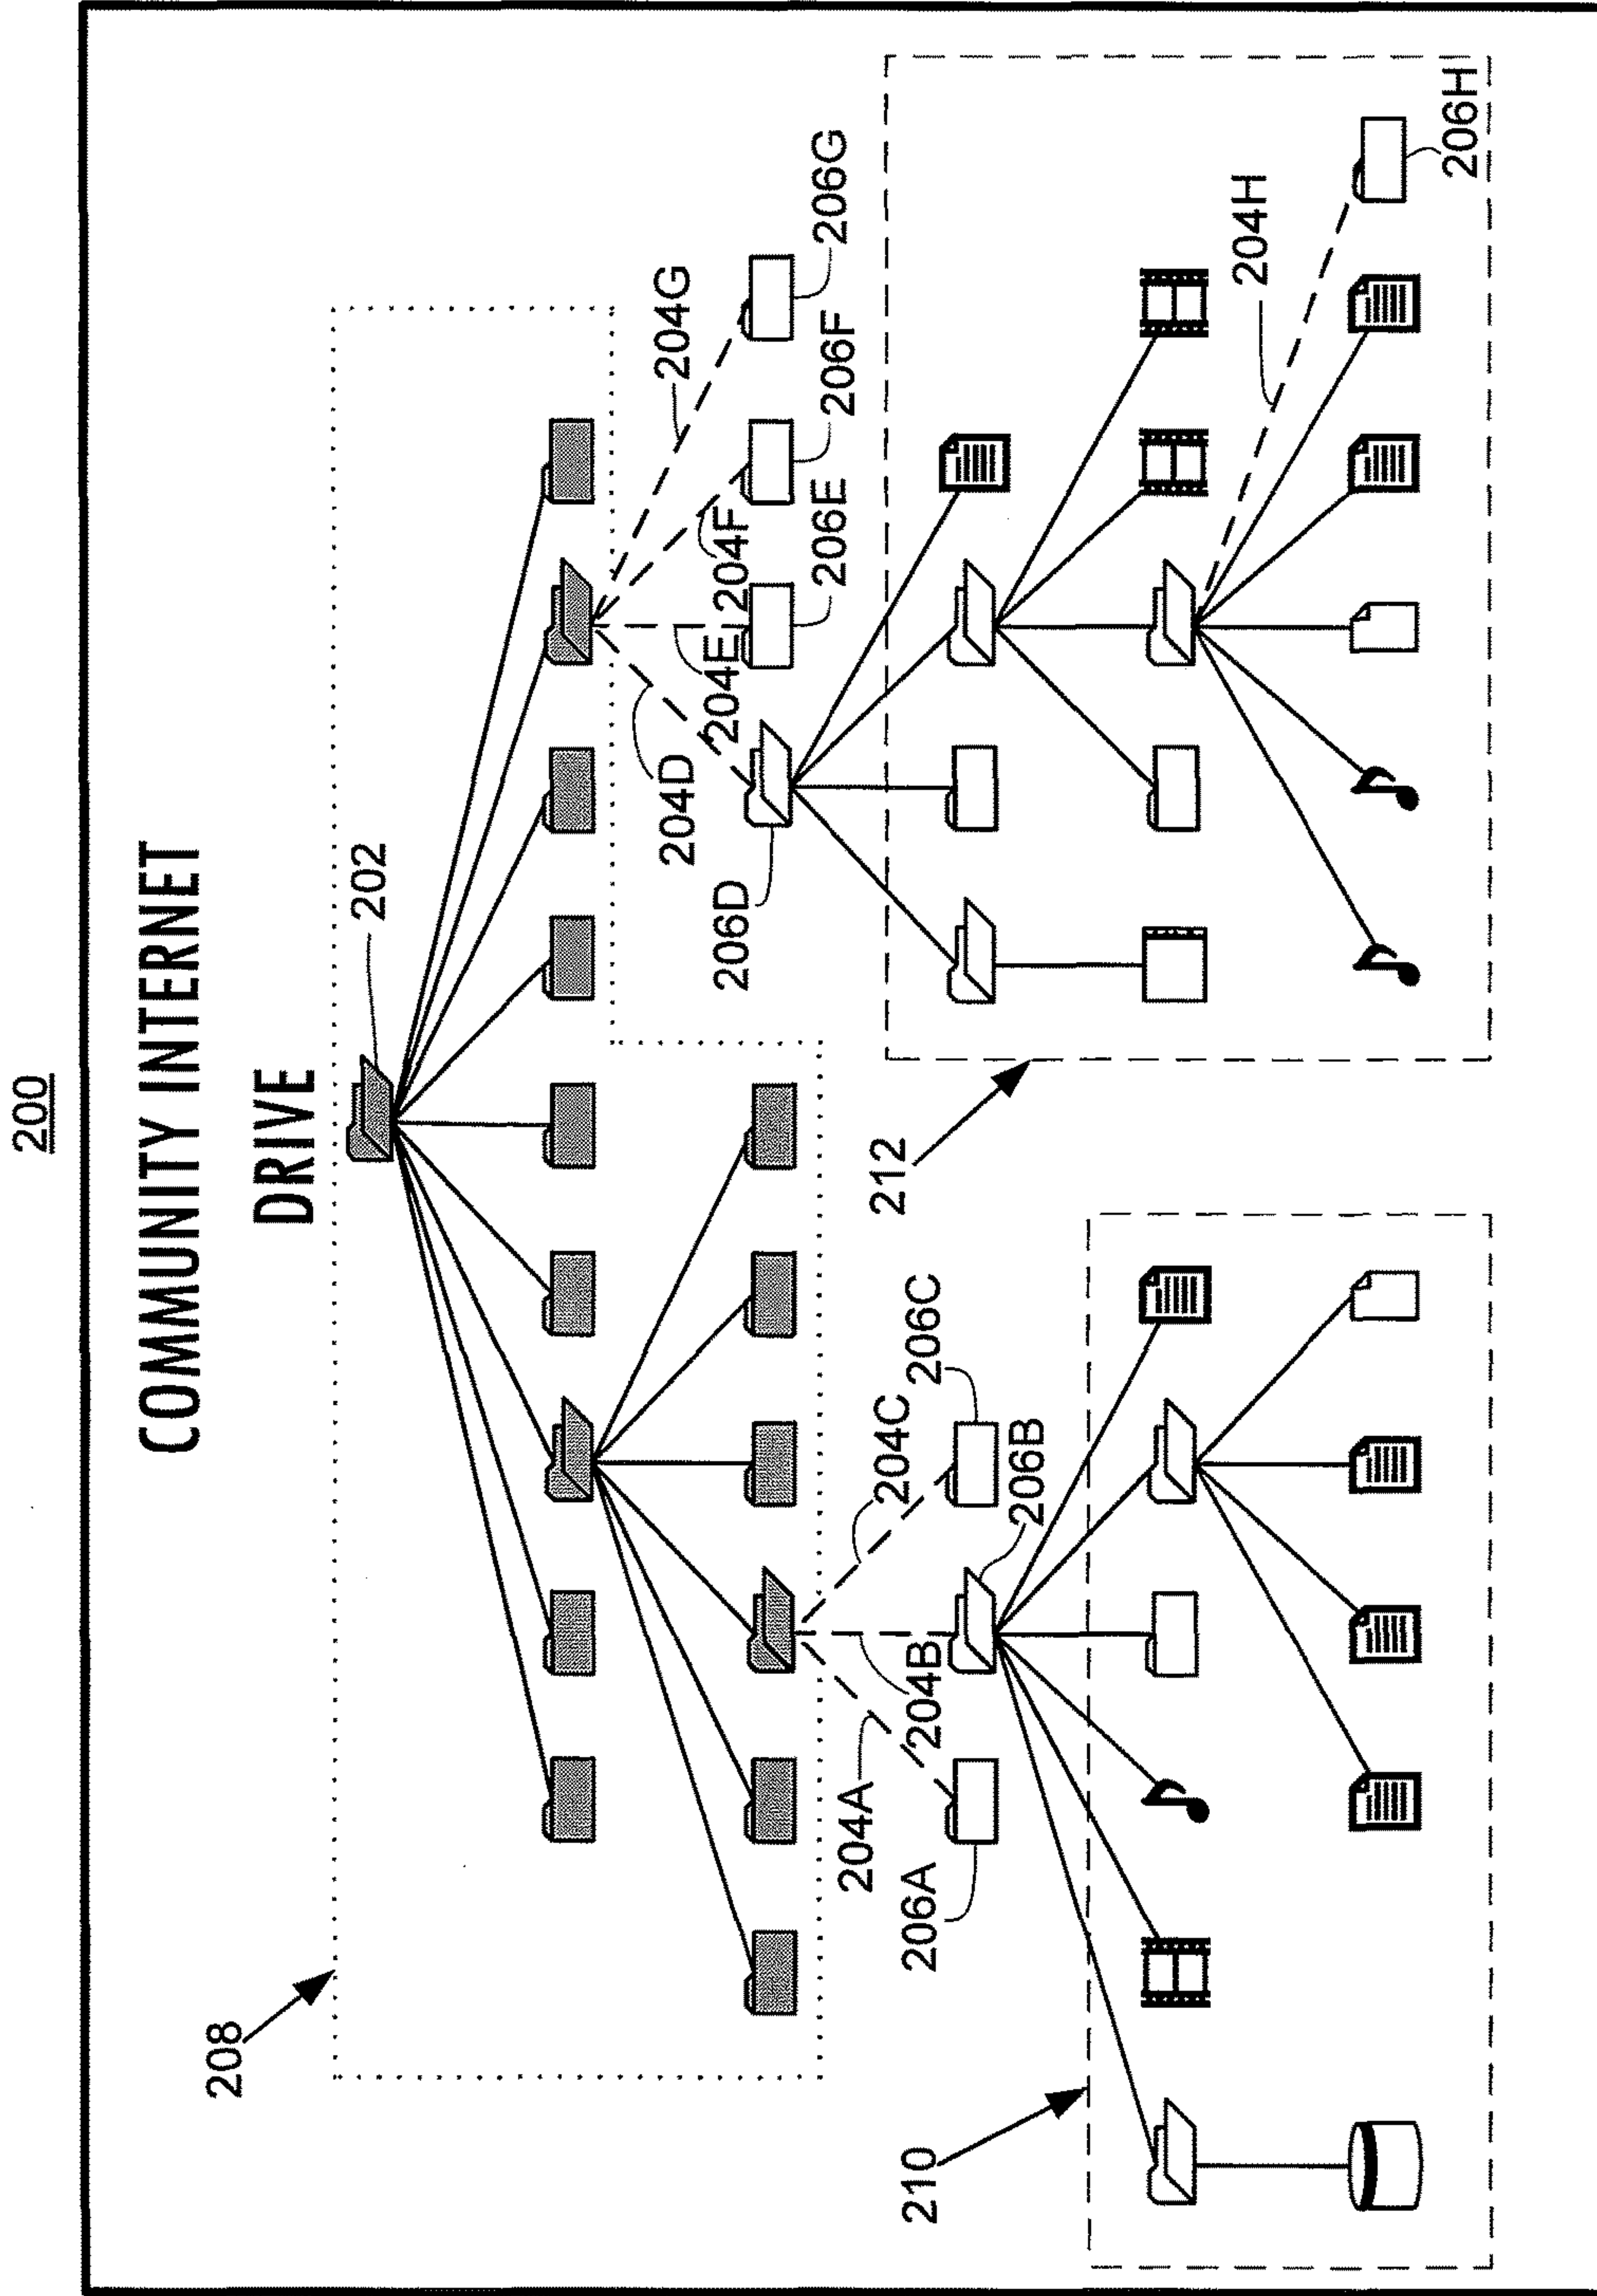 200
COMMUNITY INTERNET
DRIVE
208
202
204G
204D
204E
204F
206G
206F
206E
206D
204A
204B
204C
206C
206A
206B
210
212
204H
206H